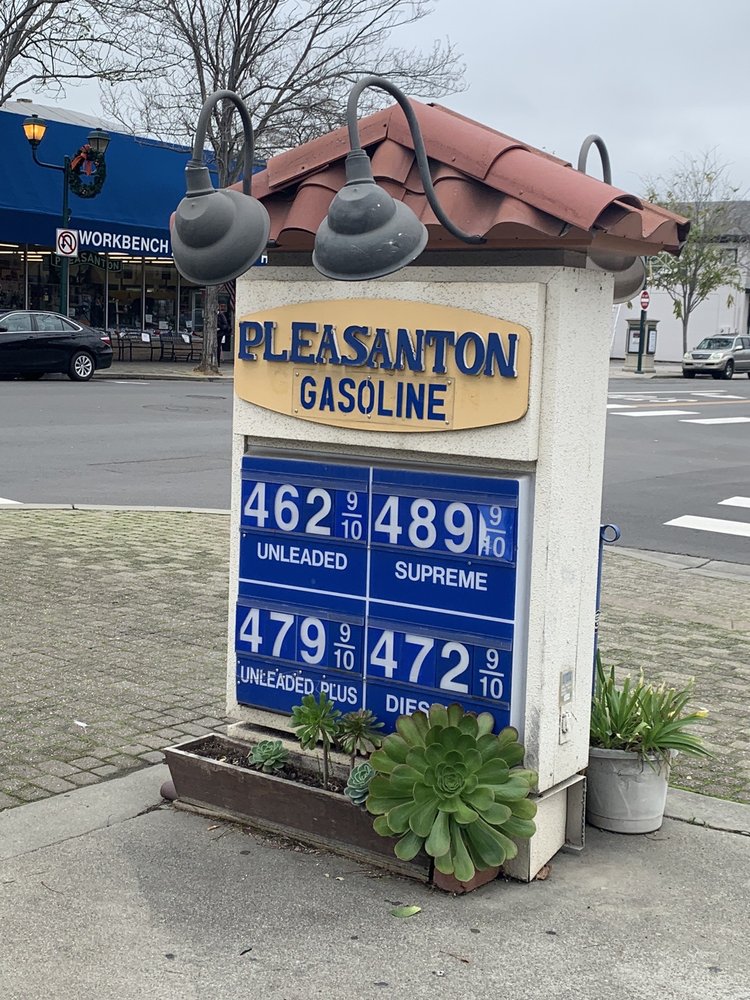 WORKBENCH
PLEASANTON
PLEASANTON
GASOLINE
462 9/10
489 9/10
UNLEADED
SUPREME
479 9/10
472 9/10
UNLEADED PLUS
DIES